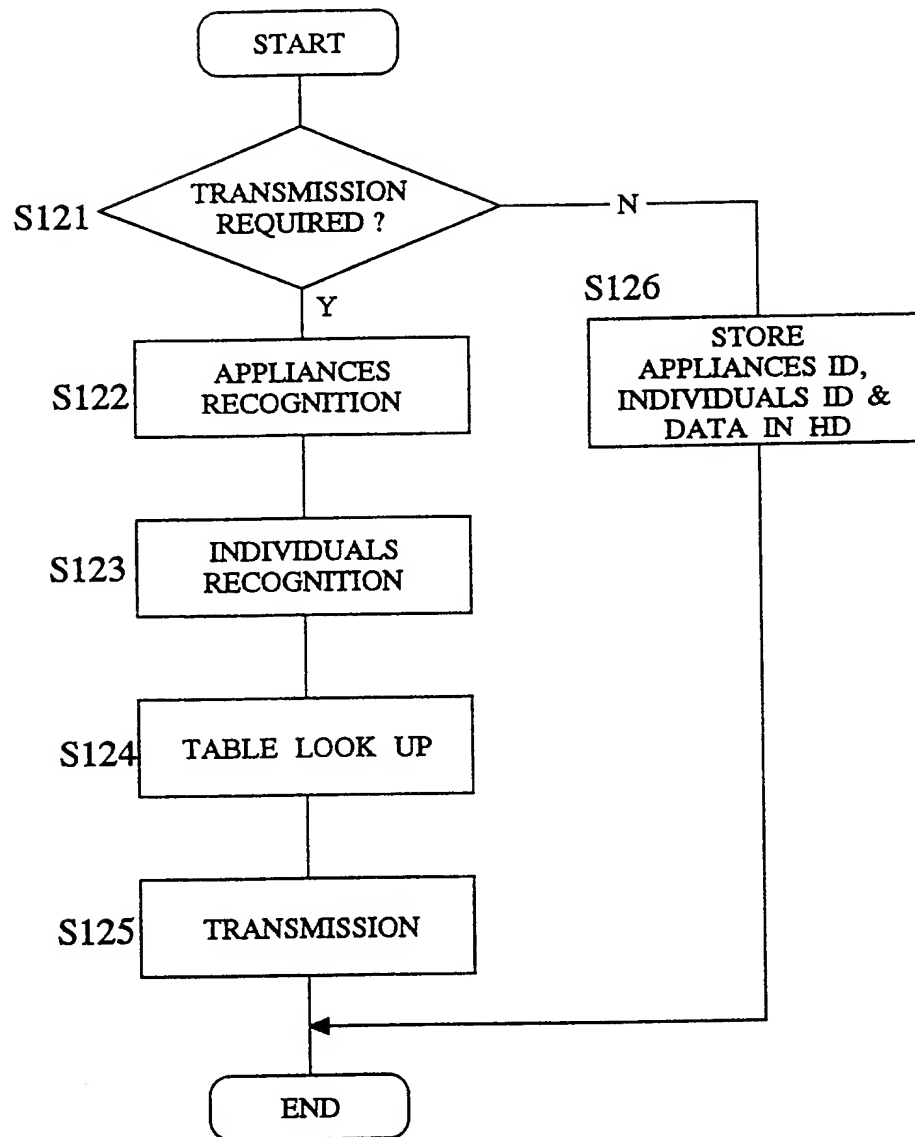 START
TRANSMISSION
REQUIRED ?
S121
N
Y
S126
STORE
APPLIANCES ID,
INDIVIDUALS ID &
DATA IN HD
S122
APPLIANCES
RECOGNITION
S123
INDIVIDUALS
RECOGNITION
S124
TABLE LOOK UP
S125
TRANSMISSION
END